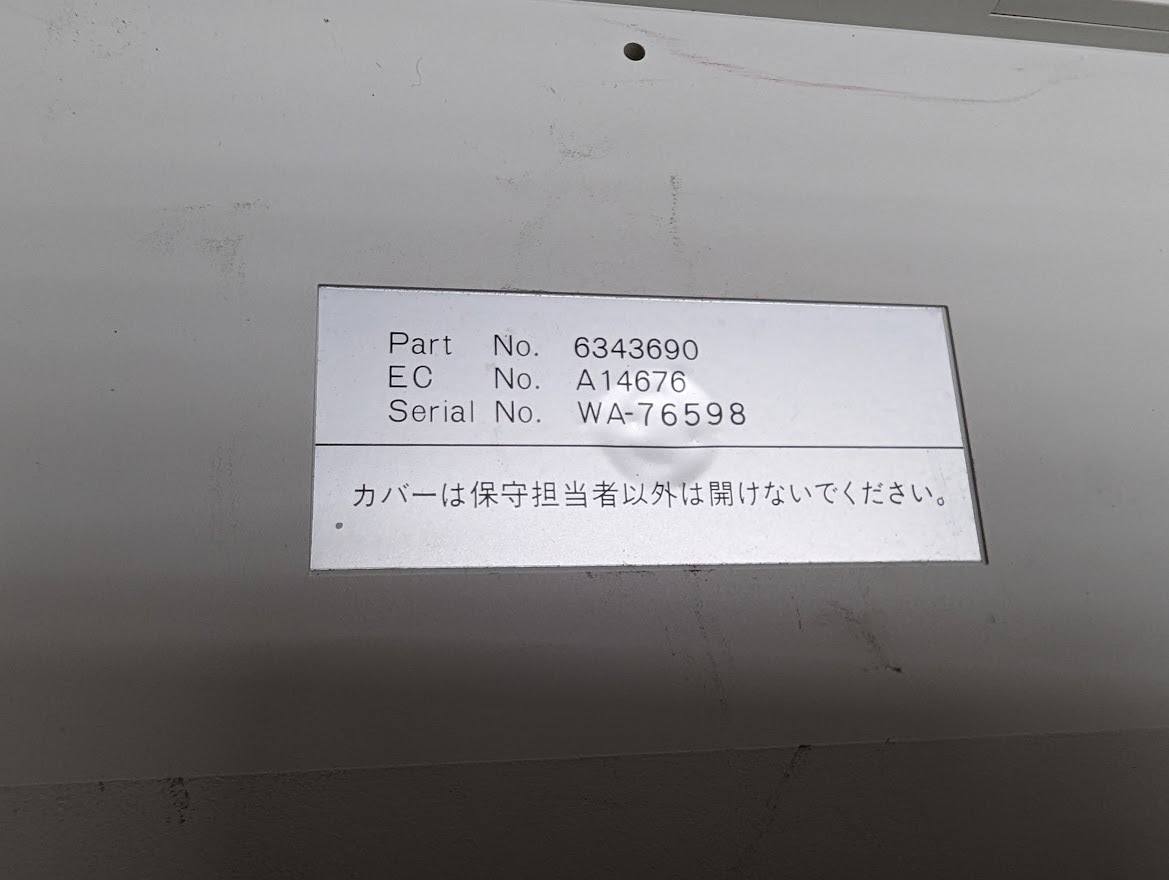 Part No. 6343690
EC No. A14676
Serial No. WA-76598
カバーは保守担当者以外は開けないでください。